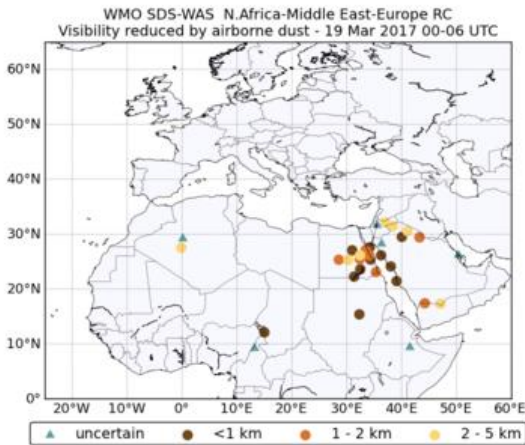 WMO SDS-WAS N.Africa-Middle East-Europe RC
Visibility reduced by airborne dust - 19 Mar 2017 00-06 UTC
60°N
50°N
40°N
30°N
20°N
10°N
0°
20°W 10°W 0° 10°E 20°E 30°E 40°E 50°E 60°E
uncertain <1 km 1 - 2 km 2 - 5 km